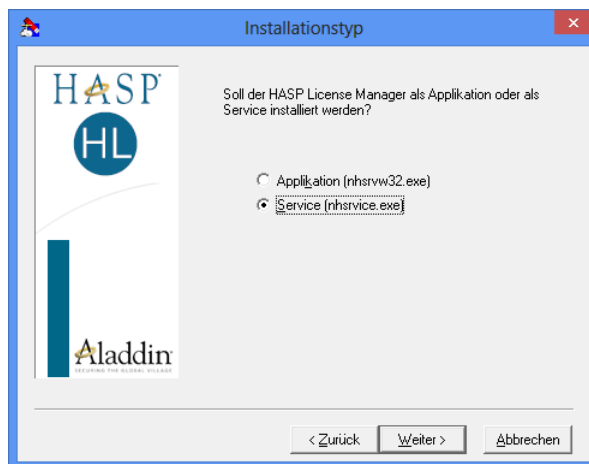 Installationstyp
HASP
HL
Soll der HASP License Manager als Applikation oder als
Service installiert werden?
Applikation (nhsrvw32.exe)
Service (nhsrvice.exe)
Aladdin
SECURING THE GLOBAL VILLAGE
< Zurück
Weiter >
Abbrechen